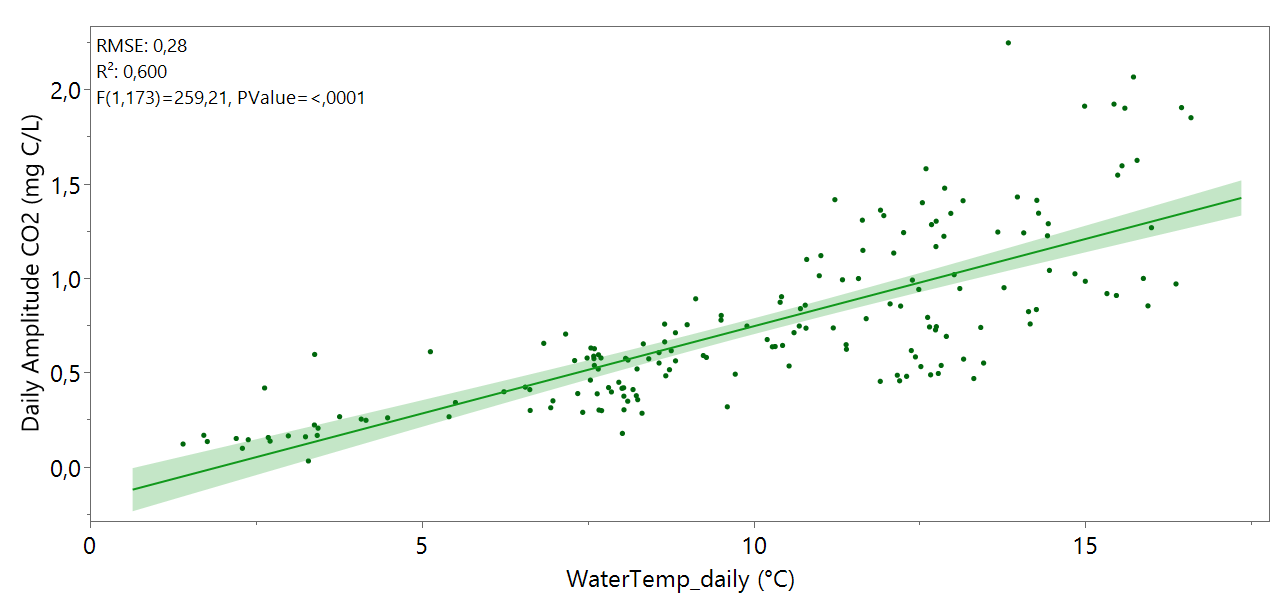 RMSE: 0,28
R²: 0,600
F(1,173)=259,21, PValue=<,0001
Daily Amplitude CO2 (mg C/L)
2,0
1,5
1,0
0,5
0,0
0 5 10 15
WaterTemp_daily (°C)